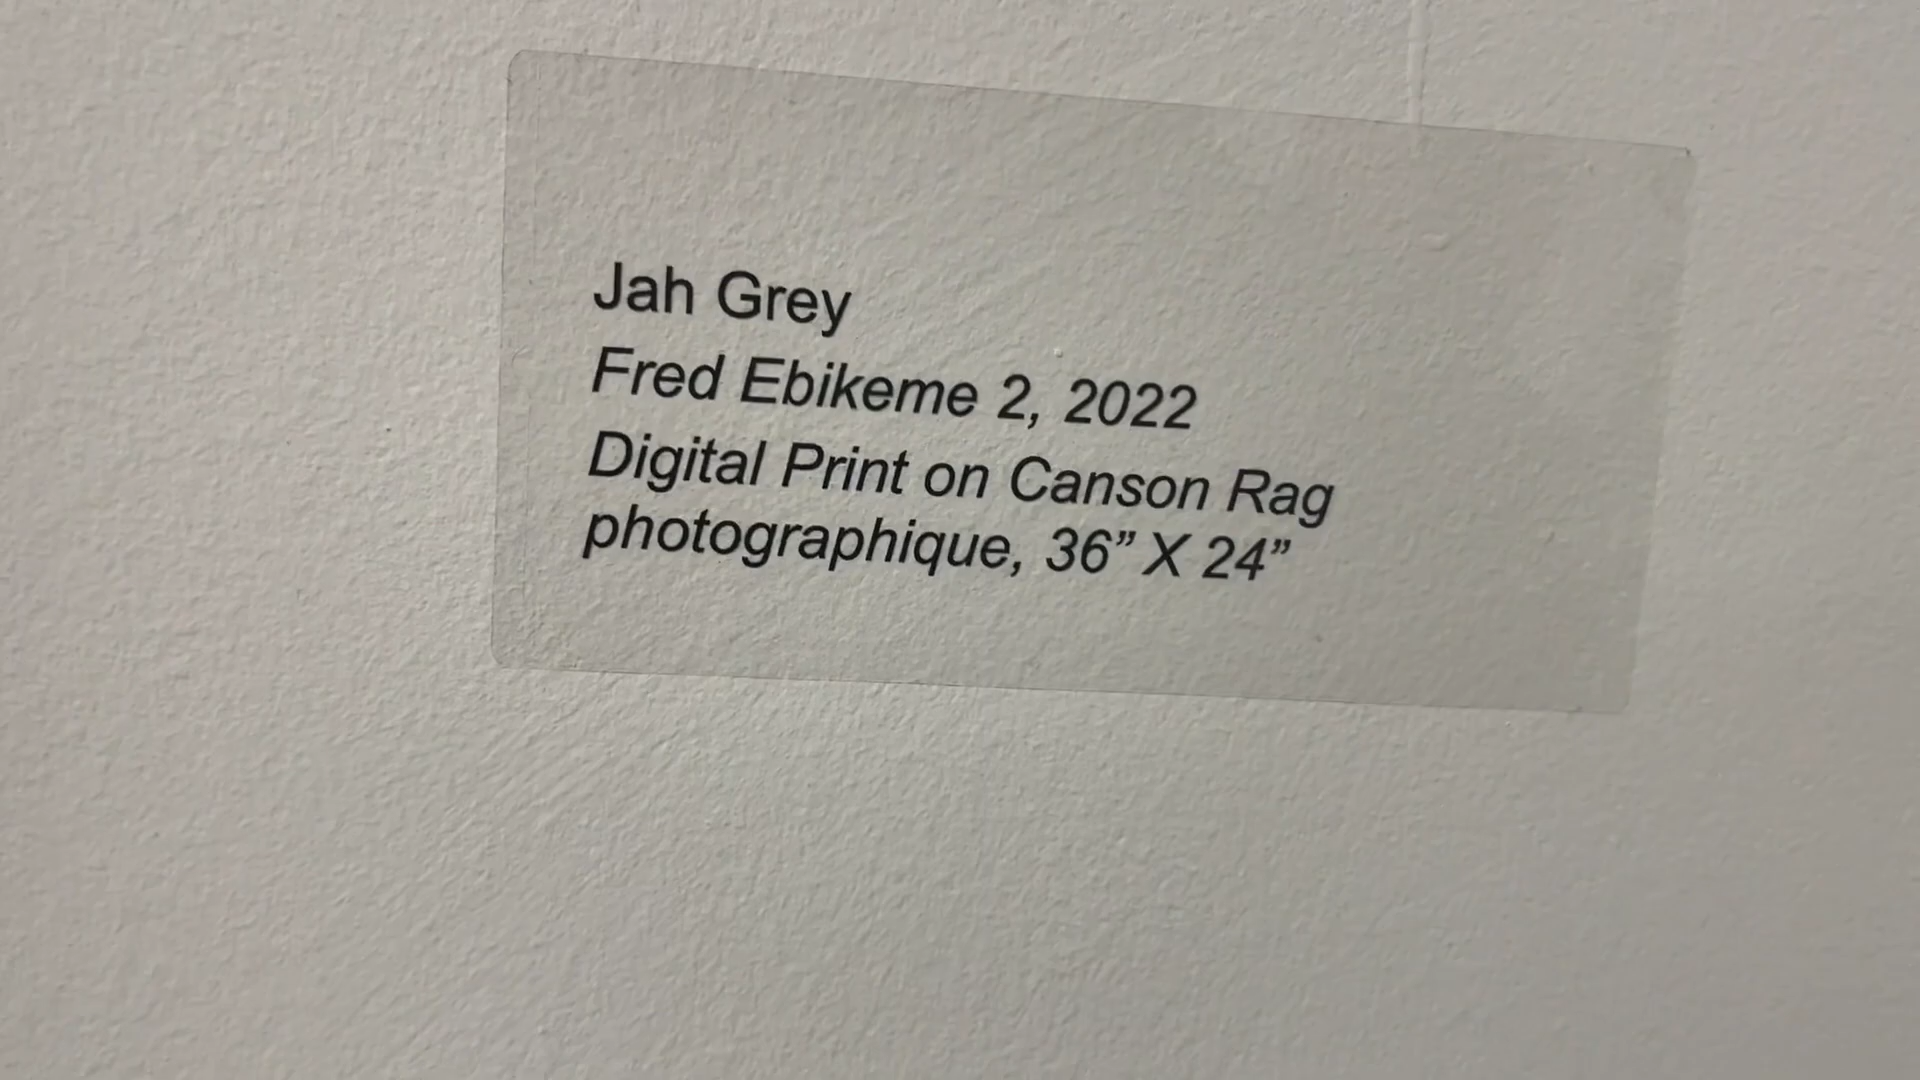 Jah Grey
Fred Ebikeme 2, 2022
Digital Print on Canson Rag
photographique, 36” X 24”